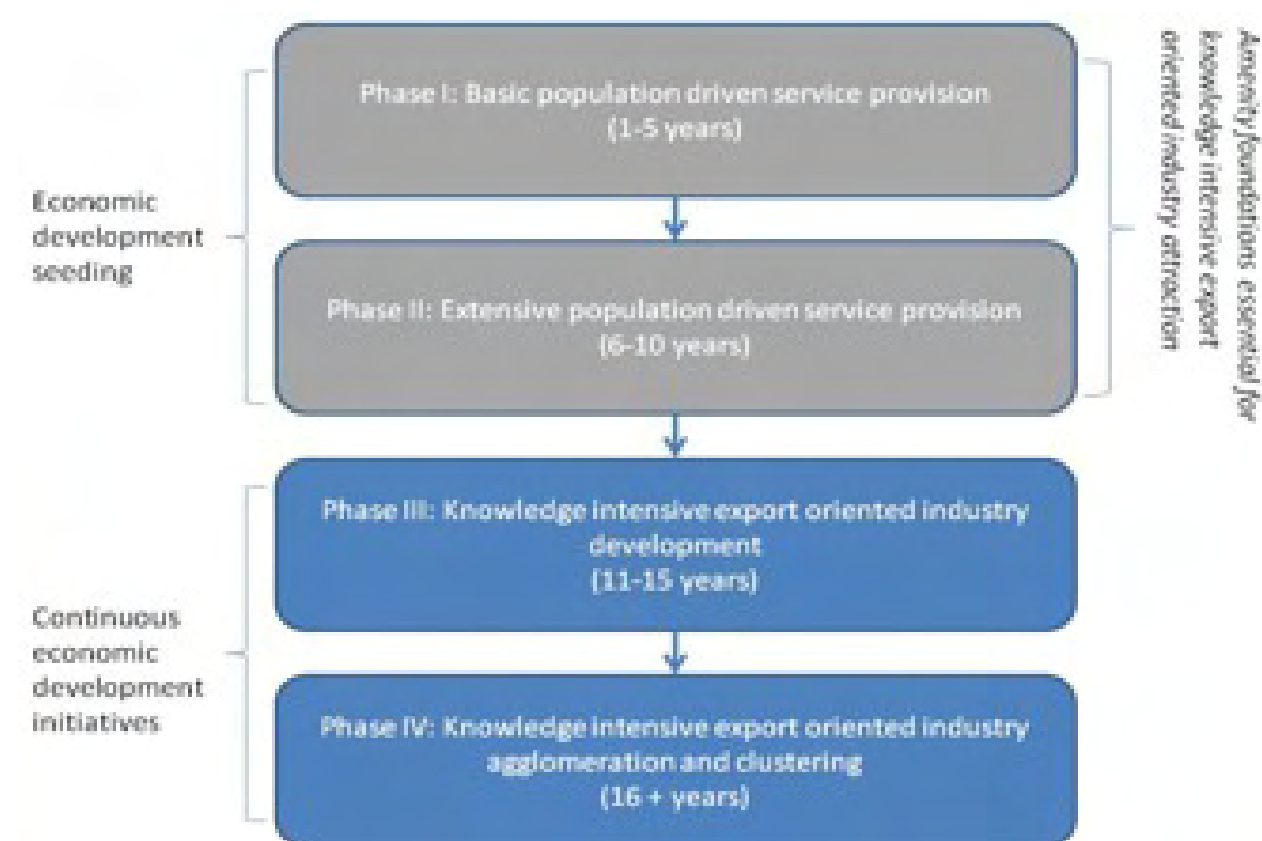 Phase I: Basic population driven service provision
(1-5 years)
Economic
development
seeding
Phase II: Extensive population driven service provision
(6-10 years)
Amenity foundations essential for
knowledge intensive export
oriented industry attraction
Phase III: Knowledge intensive export oriented industry
development
(11-15 years)
Continuous
economic
development
initiatives
Phase IV: Knowledge intensive export oriented industry
agglomeration and clustering
(16 + years)